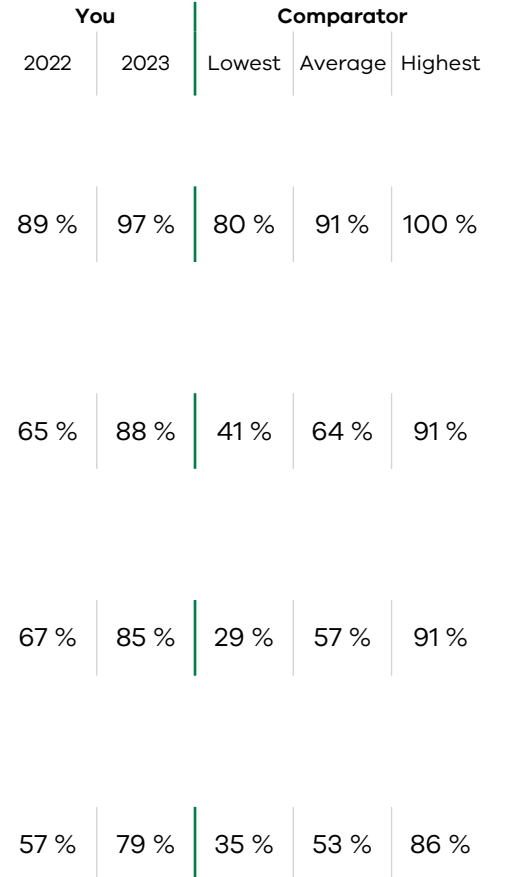 You Comparator
2022 2023 Lowest Average Highest
89 % 97 % 80 % 91 % 100 %
65 % 88 % 41 % 64 % 91 %
67 % 85 % 29 % 57 % 91 %
57 % 79 % 35 % 53 % 86 %